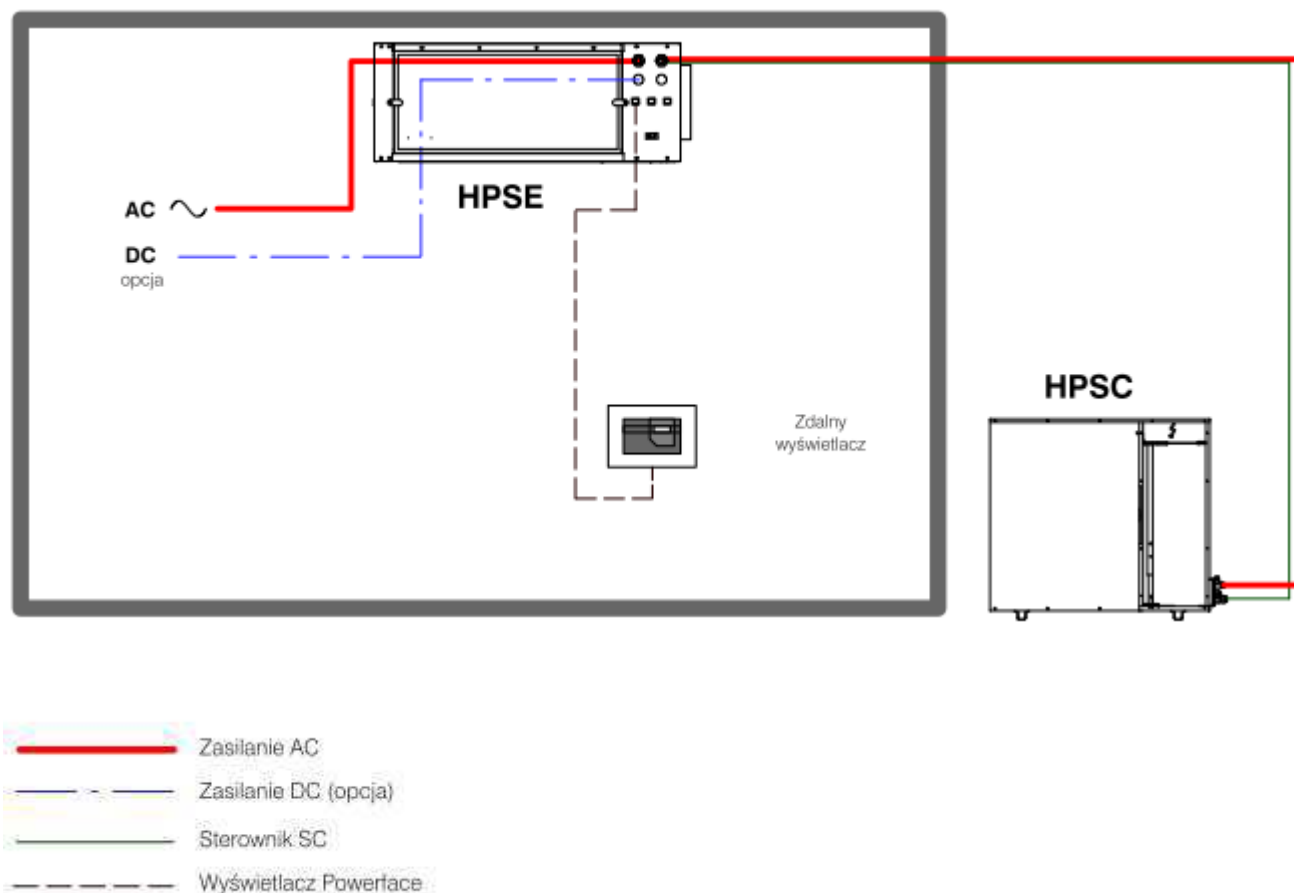 HPSE
AC
DC
opcja
HPSC
Zdalny
wyświetlacz
Zasilanie AC
Zasilanie DC (opcja)
Sterownik SC
Wyświetlacz Powerface